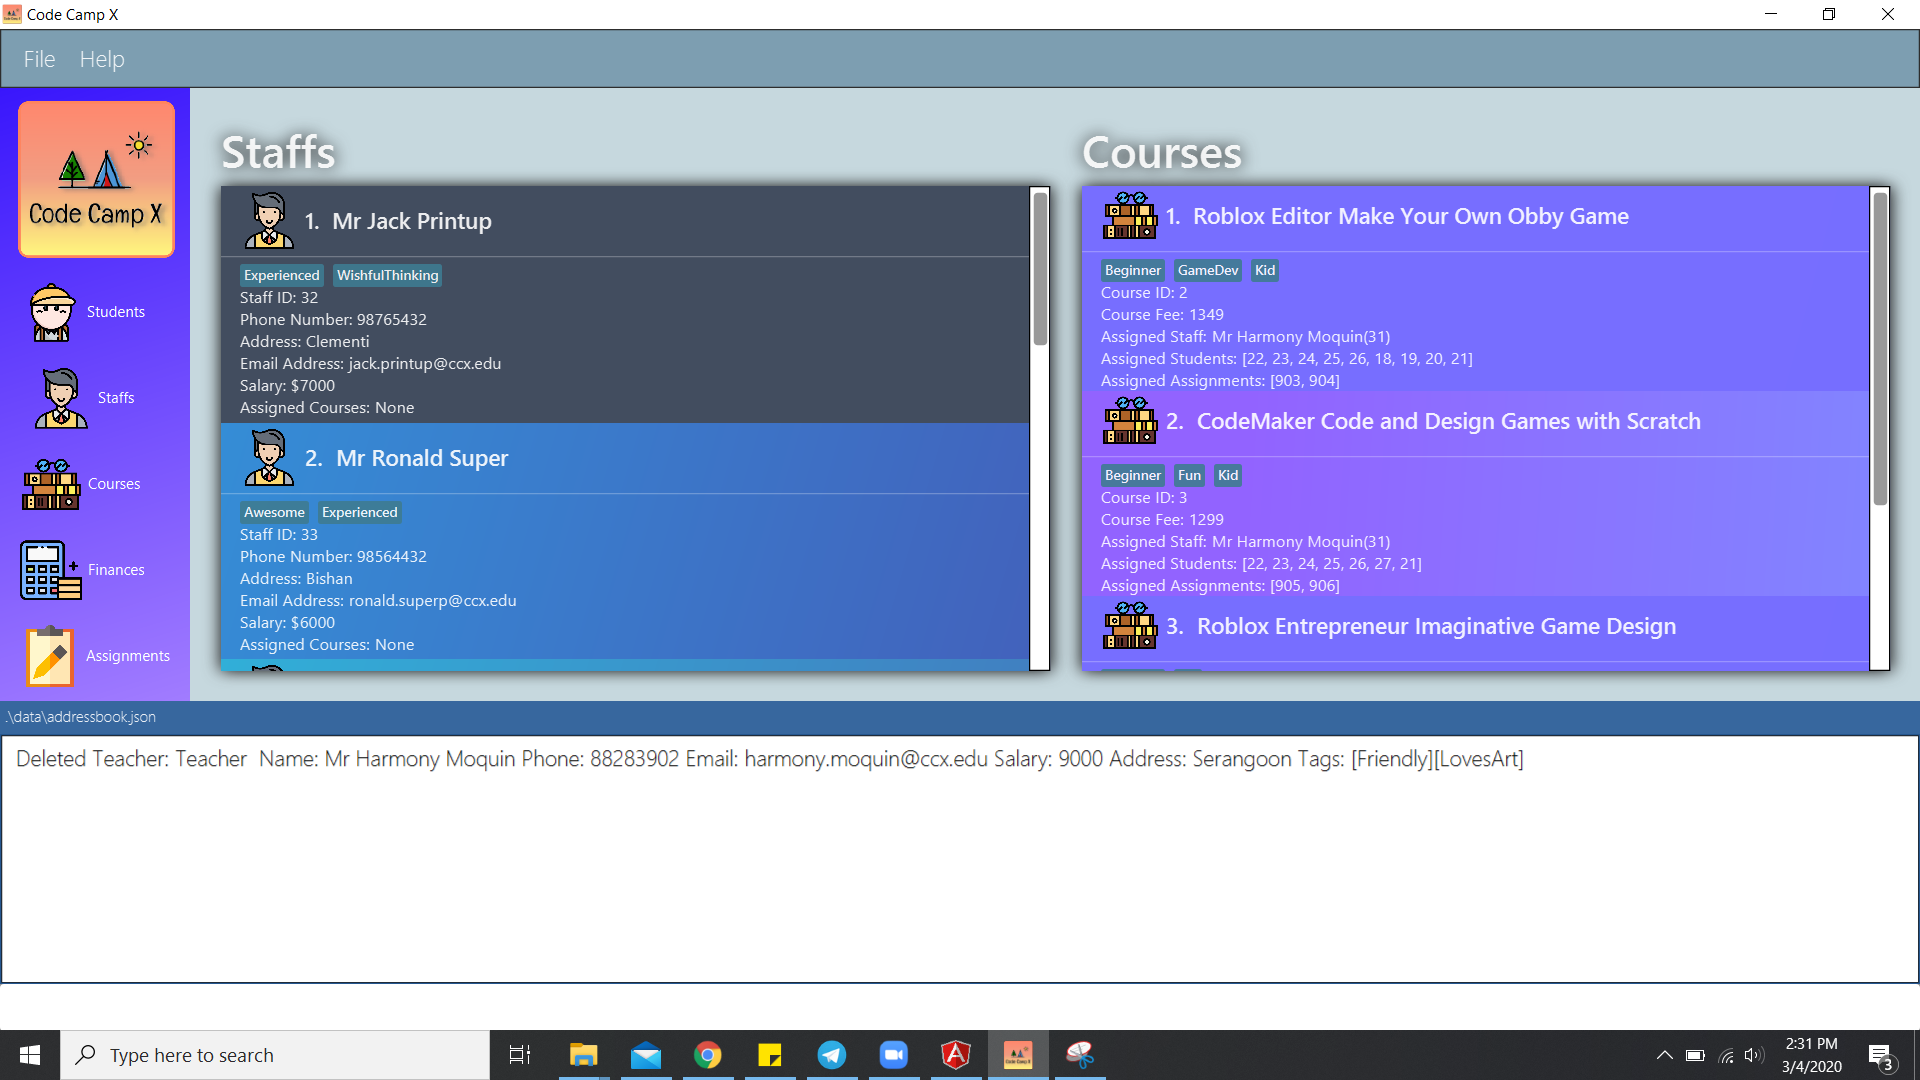 Code Camp X
File Help
Code Camp X
Students
Staffs
Courses
Finances
Assignments
Staffs
1. Mr Jack Printup
Experienced WishfulThinking
Staff ID: 32
Phone Number: 98765432
Address: Clementi
Email Address: jack.printup@ccx.edu
Salary: $7000
Assigned Courses: None
2. Mr Ronald Super
Awesome Experienced
Staff ID: 33
Phone Number: 98564432
Address: Bishan
Email Address: ronald.superp@ccx.edu
Salary: $6000
Assigned Courses: None
Courses
1. Roblox Editor Make Your Own Obby Game
Beginner GameDev Kid
Course ID: 2
Course Fee: 1349
Assigned Staff: Mr Harmony Moquin(31)
Assigned Students: [22, 23, 24, 25, 26, 18, 19, 20, 21]
Assigned Assignments: [903, 904]
2. CodeMaker Code and Design Games with Scratch
Beginner Fun Kid
Course ID: 3
Course Fee: 1299
Assigned Staff: Mr Harmony Moquin(31)
Assigned Students: [22, 23, 24, 25, 26, 27, 21]
Assigned Assignments: [905, 906]
3. Roblox Entrepreneur Imaginative Game Design
.\data\addressbook.json
Deleted Teacher: Teacher Name: Mr Harmony Moquin Phone: 88283902 Email: harmony.moquin@ccx.edu Salary: 9000 Address: Serangoon Tags: [Friendly][LovesArt]
Type here to search
2:31 PM
3/4/2020
3